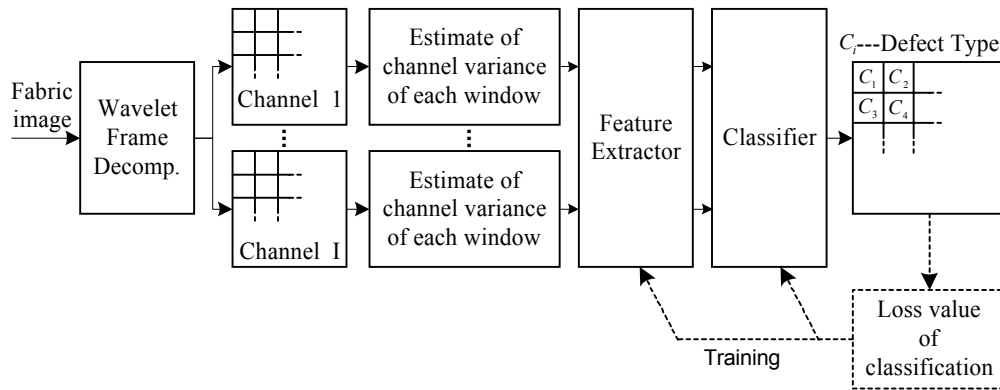 Fabric
image
Wavelet
Frame
Decomp.
Channel 1
Channel I
Estimate of
channel variance
of each window
Estimate of
channel variance
of each window
Feature
Extractor
Classifier
Cᵢ---Defect Type
C₁ C₂
C₃ C₄
Loss value
of
classification
Training